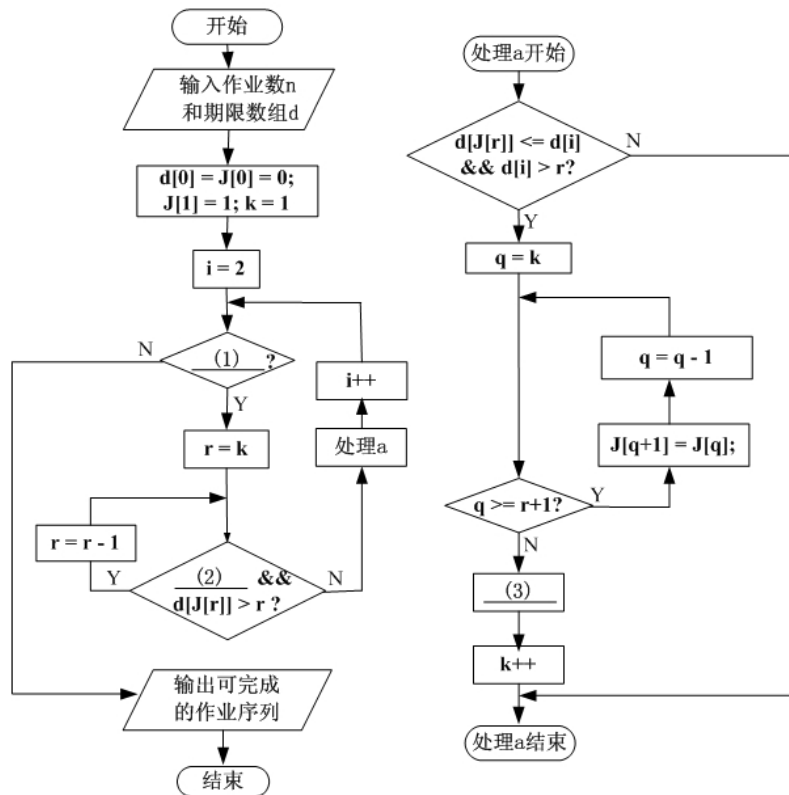 开始
输入作业数n
和期限数组d
d[0] = J[0] = 0;
J[1] = 1; k = 1
i = 2
(1) ?
N
Y
r = k
r = r - 1
(2) &&
d[J[r]] > r ?
Y
N
处理a
i++
输出可完成
的作业序列
结束
处理a开始
d[J[r]] <= d[i]
&& d[i] > r?
N
Y
q = k
q = q - 1
J[q+1] = J[q];
q >= r+1?
Y
N
(3)
k++
处理a结束